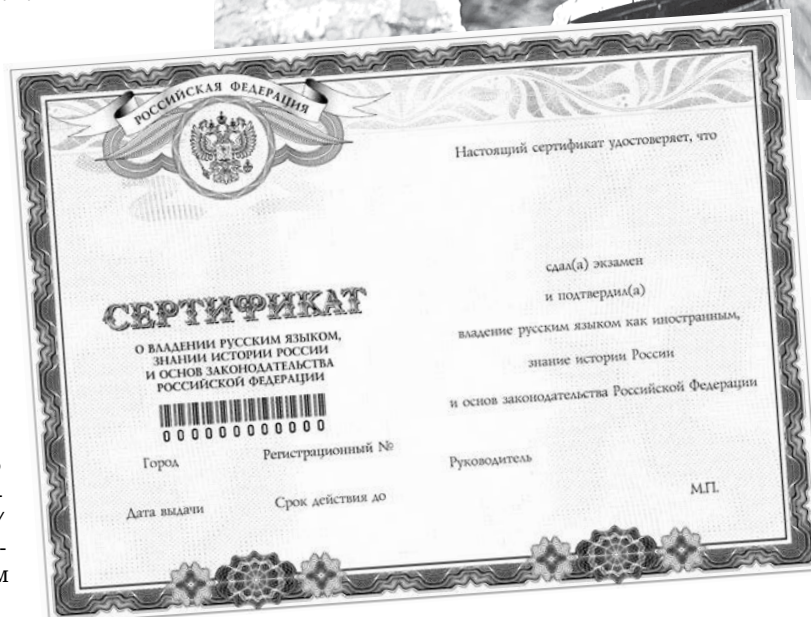 РОССИЙСКАЯ ФЕДЕРАЦИЯ
СЕРТИФИКАТ
О ВЛАДЕНИИ РУССКИМ ЯЗЫКОМ,
ЗНАНИИ ИСТОРИИ РОССИИ
И ОСНОВ ЗАКОНОДАТЕЛЬСТВА
РОССИЙСКОЙ ФЕДЕРАЦИИ
000000000000
Город
Регистрационный №
Дата выдачи
Срок действия до
Настоящий сертификат удостоверяет, что
сдал(а) экзамен
и подтвердил(а)
владение русским языком как иностранным,
знание истории России
и основ законодательства Российской Федерации
Руководитель
М.П.